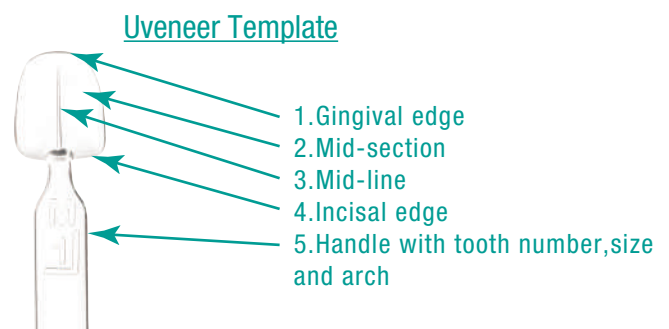 Uveneer Template
1.Gingival edge
2.Mid-section
3.Mid-line
4.Incisal edge
5.Handle with tooth number,size
and arch